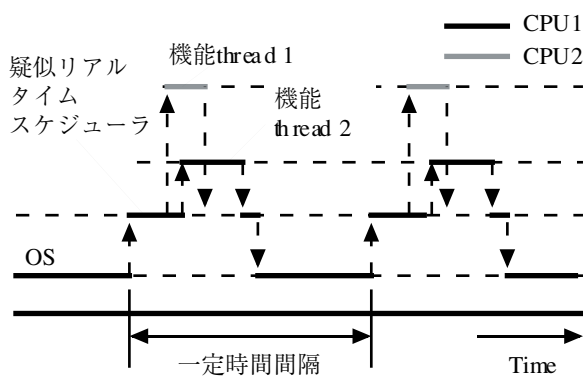 CPU1
CPU2
機能thread 1
疑似リアル
タイム
スケジューラ
機能
thread 2
OS
一定時間間隔
Time